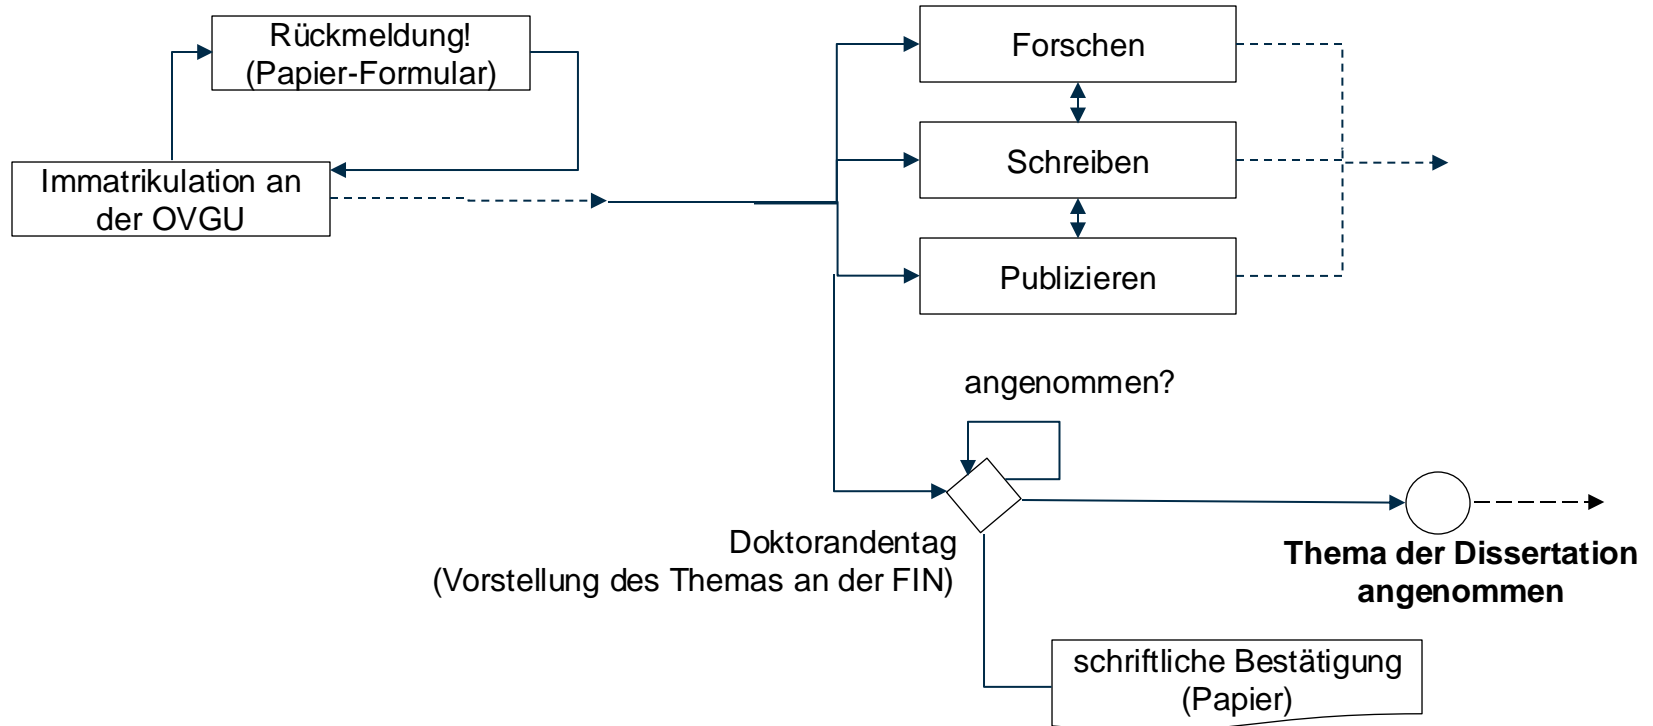 Rückmeldung!
(Papier-Formular)
Immatrikulation an
der OVGU
Forschen
Schreiben
Publizieren
angenommen?
Doktorandentag
(Vorstellung des Themas an der FIN)
Thema der Dissertation
angenommen
schriftliche Bestätigung
(Papier)